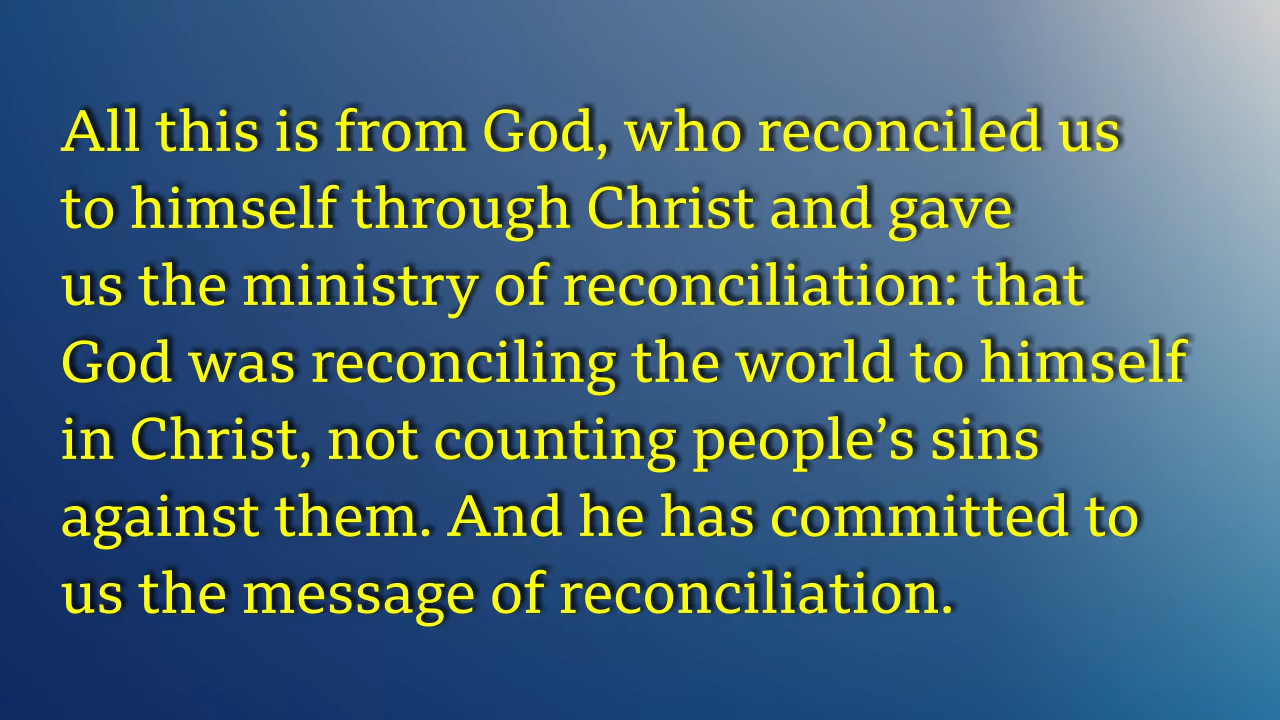 All this is from God, who reconciled us
to himself through Christ and gave
us the ministry of reconciliation: that
God was reconciling the world to himself
in Christ, not counting people’s sins
against them. And he has committed to
us the message of reconciliation.